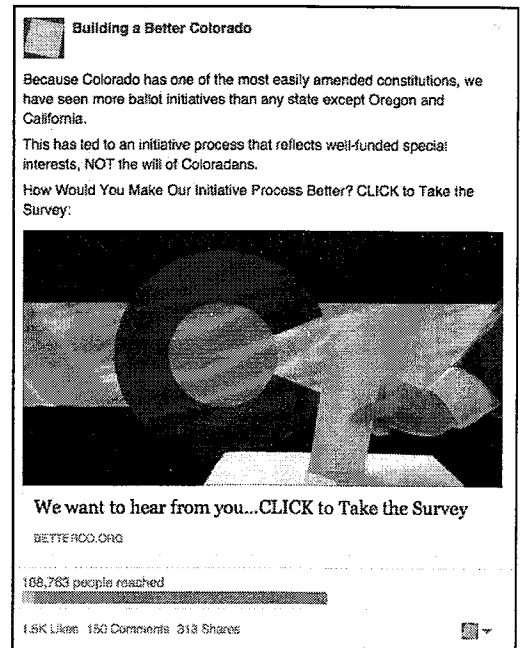 Building a Better Colorado
Because Colorado has one of the most easily amended constitutions, we
have seen more ballot initiatives than any state except Oregon and
California.
This has led to an initiative process that reflects well-funded special
interests, NOT the will of Coloradans.
How Would You Make Our Initiative Process Better? CLICK to Take the
Survey:
We want to hear from you...CLICK to Take the Survey
BETTERCO.ORG
188,763 people reached
1.5K Likes 150 Comments 313 Shares